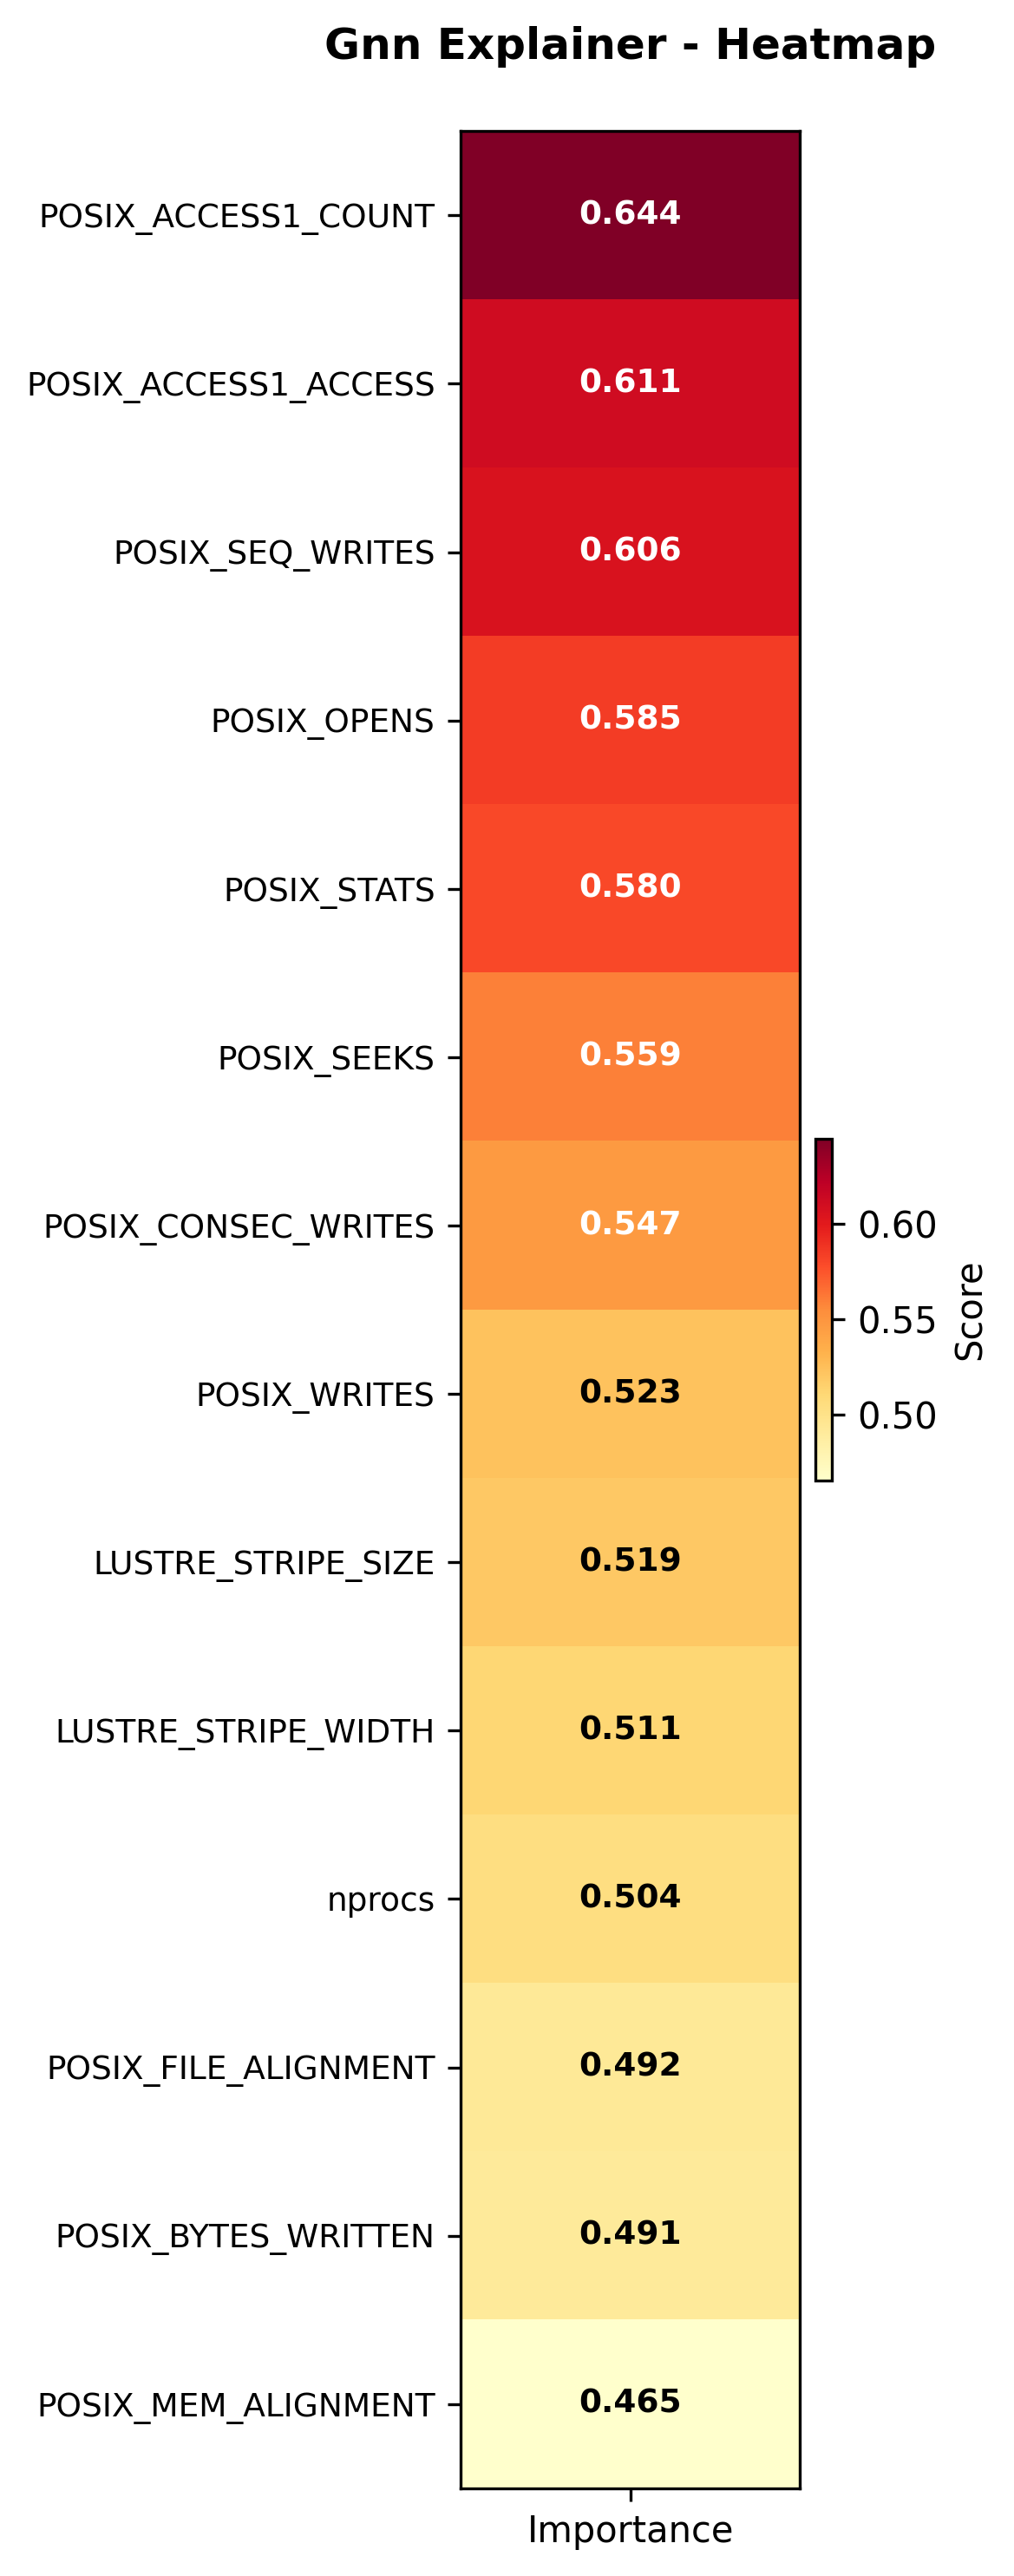 Gnn Explainer - Heatmap
POSIX_ACCESS1_COUNT 0.644
POSIX_ACCESS1_ACCESS 0.611
POSIX_SEQ_WRITES 0.606
POSIX_OPENS 0.585
POSIX_STATS 0.580
POSIX_SEEKS 0.559
POSIX_CONSEC_WRITES 0.547
POSIX_WRITES 0.523
LUSTRE_STRIPE_SIZE 0.519
LUSTRE_STRIPE_WIDTH 0.511
nprocs 0.504
POSIX_FILE_ALIGNMENT 0.492
POSIX_BYTES_WRITTEN 0.491
POSIX_MEM_ALIGNMENT 0.465
Importance
0.60
0.55
0.50
Score